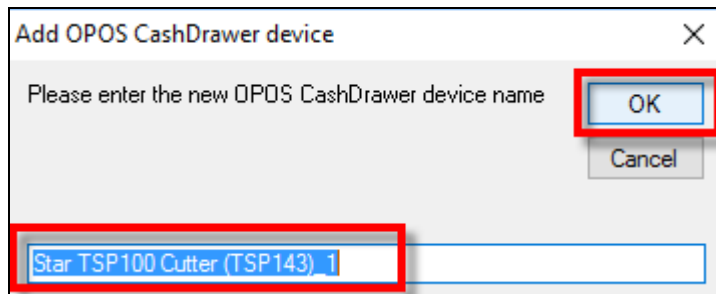 Add OPOS CashDrawer device
Please enter the new OPOS CashDrawer device name
OK
Cancel
Star TSP100 Cutter (TSP143)_1